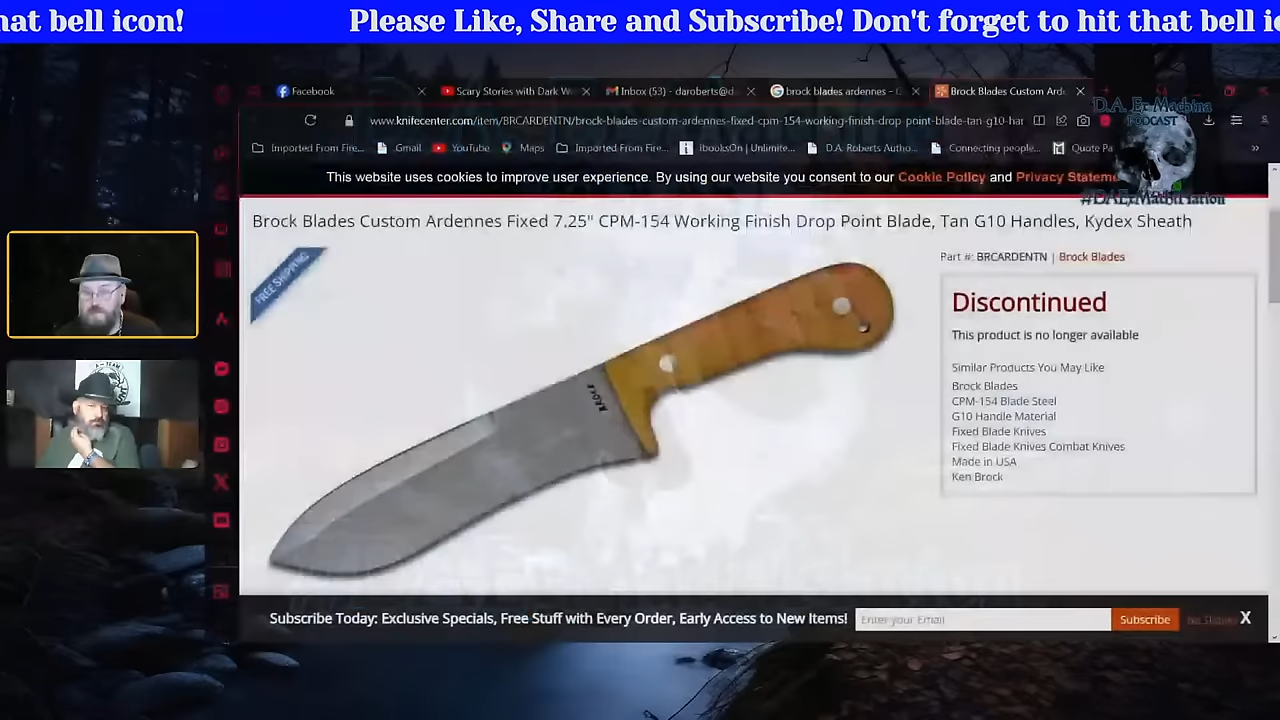 hat bell icon! Please Like, Share and Subscribe! Don't forget to hit that bell ic
Facebook
Scary Stories with Dark W
Inbox (53) - daroberts@d
brock blades ardennes - G
Brock Blades Custom Ard
www.knifecenter.com/item/BRCARDENTN/brock-blades-custom-ardennes-fixed-cpm-154-working-finish-drop-point-blade-tan-g10-har
D.A. Ex Machina
PODCAST
Imported From Fire...
Gmail
YouTube
Maps
Imported From Fire...
ibooksOn | Unlimite...
D.A. Roberts Autho...
Connecting people...
Quote Pa
This website uses cookies to improve user experience. By using our website you consent to our Cookie Policy and Privacy Stateme
Brock Blades Custom Ardennes Fixed 7.25" CPM-154 Working Finish Drop Point Blade, Tan G10 Handles, Kydex Sheath
FREE SHIPPING
Part #: BRCARDENTN | Brock Blades
Discontinued
This product is no longer available
Similar Products You May Like
Brock Blades
CPM-154 Blade Steel
G10 Handle Material
Fixed Blade Knives
Fixed Blade Knives Combat Knives
Made in USA
Ken Brock
BROCK
A-TEAM
Subscribe Today: Exclusive Specials, Free Stuff with Every Order, Early Access to New Items!
Enter your Email
Subscribe
X